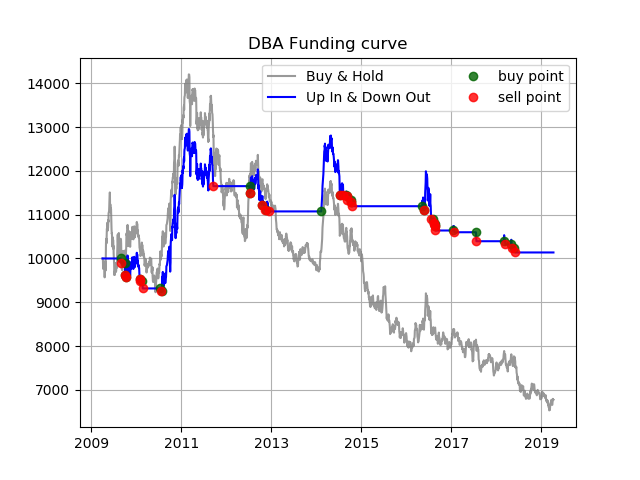 DBA Funding curve
Buy & Hold
Up In & Down Out
buy point
sell point
14000
13000
12000
11000
10000
9000
8000
7000
2009
2011
2013
2015
2017
2019